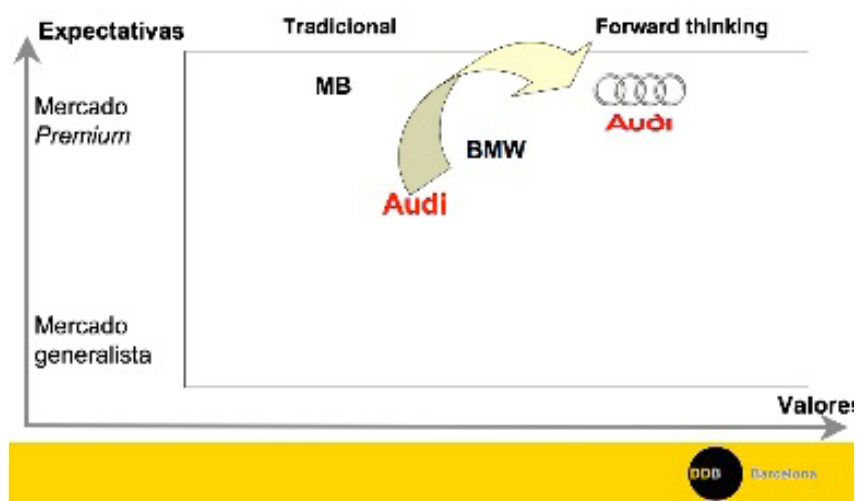 Expectativas
Tradicional
Forward thinking
Mercado
Premium
MB
Audi
BMW
Audi
Mercado
generalista
Valores
DDB Barcelona